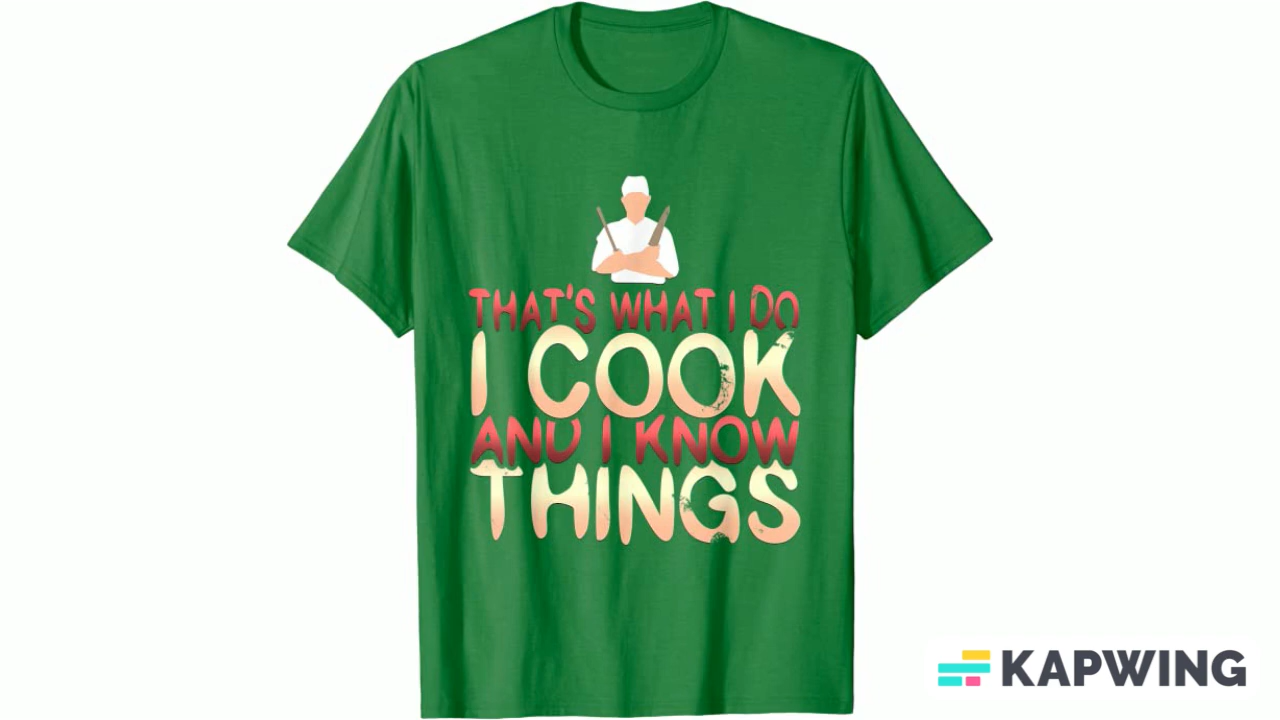 THAT'S WHAT I DO
I COOK
AND I KNOW
THINGS
KAPWING